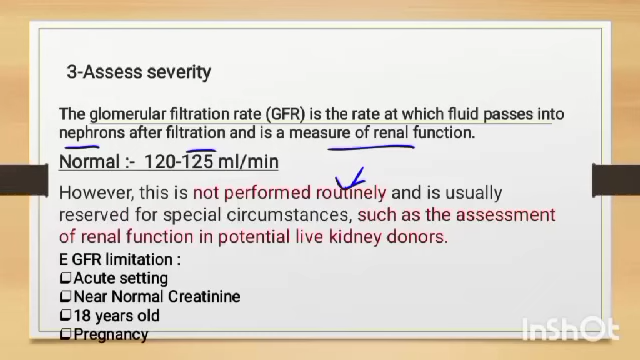 3-Assess severity
The glomerular filtration rate (GFR) is the rate at which fluid passes into
nephrons after filtration and is a measure of renal function.
Normal :- 120-125 ml/min
However, this is not performed routinely and is usually
reserved for special circumstances, such as the assessment
of renal function in potential live kidney donors.
E GFR limitation :
❑Acute setting
❑Near Normal Creatinine
❑18 years old
❑Pregnancy
InShOt